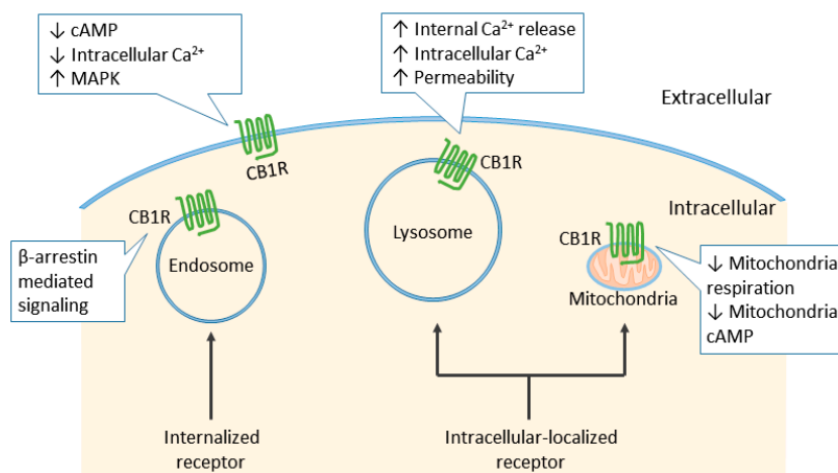 ↓ cAMP
↓ Intracellular Ca²⁺
↑ MAPK
↑ Internal Ca²⁺ release
↑ Intracellular Ca²⁺
↑ Permeability
Extracellular
CB1R
CB1R
CB1R
Intracellular
Lysosome
CB1R
β-arrestin
mediated
signaling
Endosome
Mitochondria
↓ Mitochondria
respiration
↓ Mitochondria
cAMP
Internalized
receptor
Intracellular-localized
receptor